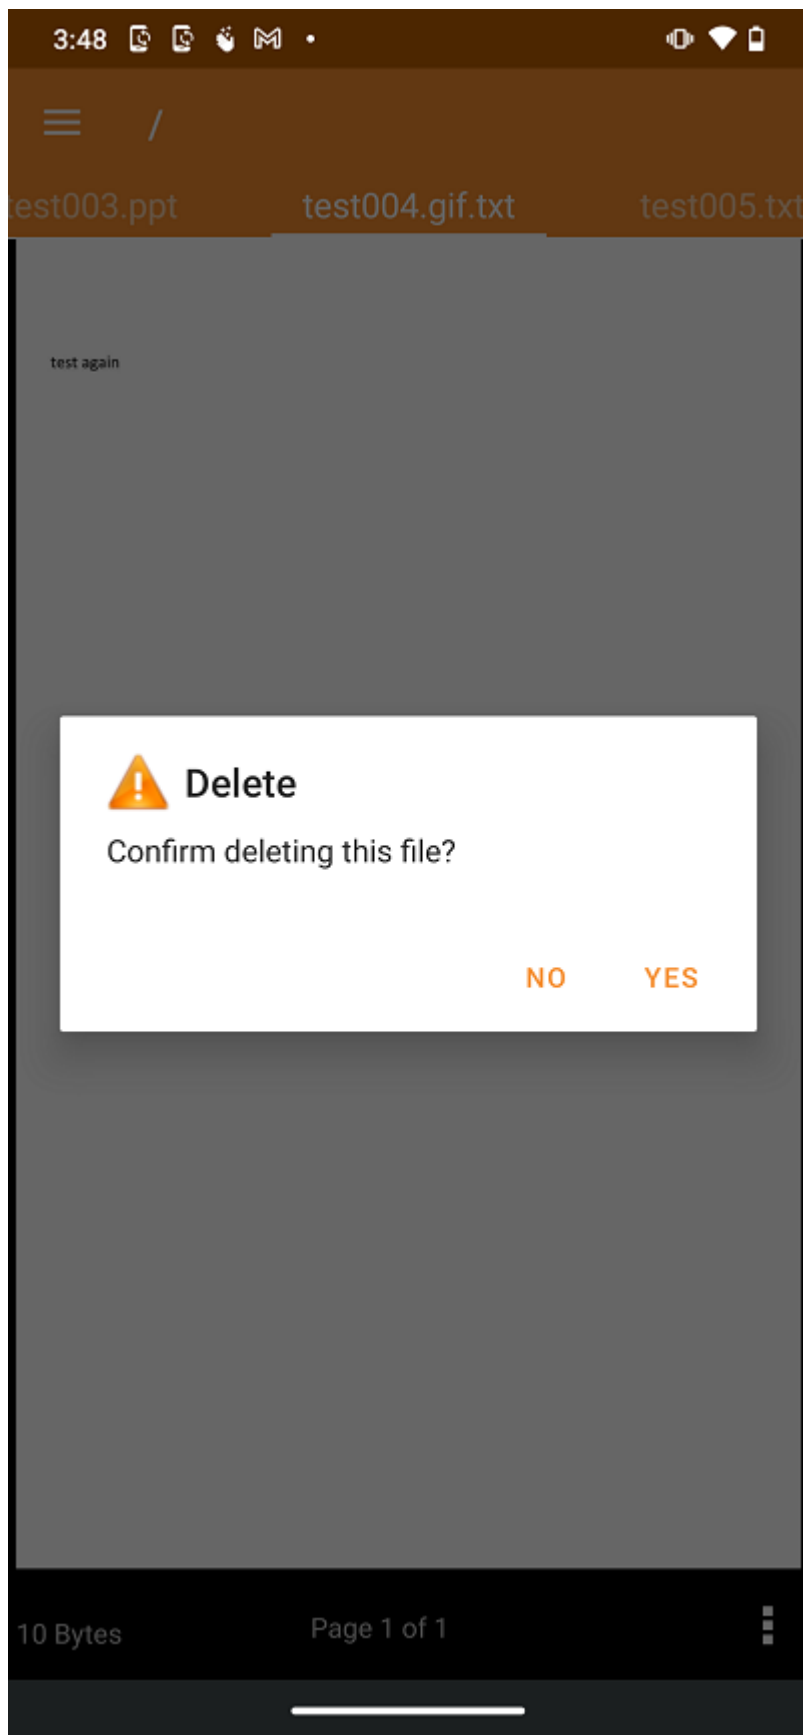 3:48
/
test003.ppt test004.gif.txt test005.txt
test again
Delete
Confirm deleting this file?
NO YES
10 Bytes Page 1 of 1